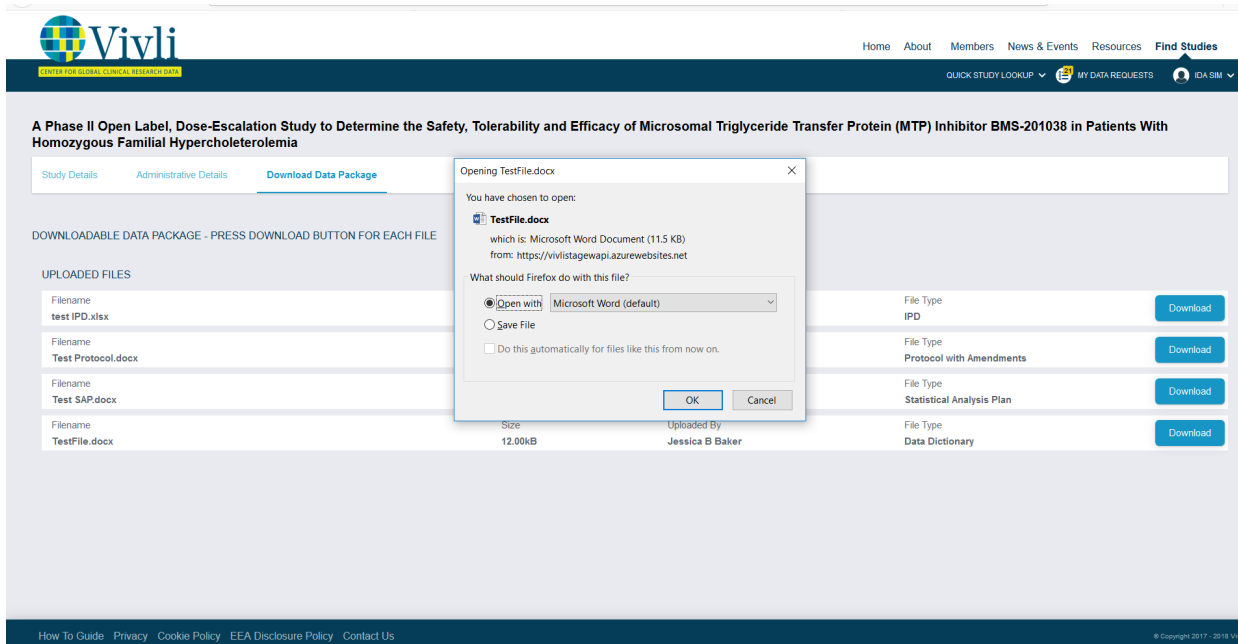 Vivli
CENTER FOR GLOBAL CLINICAL RESEARCH DATA
Home About Members News & Events Resources Find Studies
QUICK STUDY LOOKUP 21 MY DATA REQUESTS IDA SIM
A Phase II Open Label, Dose-Escalation Study to Determine the Safety, Tolerability and Efficacy of Microsomal Triglyceride Transfer Protein (MTP) Inhibitor BMS-201038 in Patients With
Homozygous Familial Hypercholeterolemia
Study Details Administrative Details Download Data Package
DOWNLOADABLE DATA PACKAGE - PRESS DOWNLOAD BUTTON FOR EACH FILE
UPLOADED FILES
Filename File Type
test IPD.xlsx IPD
Download
Filename File Type
Test Protocol.docx Protocol with Amendments
Download
Filename File Type
Test SAP.docx Statistical Analysis Plan
Download
Filename Size Uploaded By File Type
TestFile.docx 12.00kB Jessica B Baker Data Dictionary
Download
Opening TestFile.docx
You have chosen to open:
TestFile.docx
which is: Microsoft Word Document (11.5 KB)
from: https://vivlistagewapi.azurewebsites.net
What should Firefox do with this file?
Open with Microsoft Word (default)
Save File
Do this automatically for files like this from now on.
OK Cancel
How To Guide Privacy Cookie Policy EEA Disclosure Policy Contact Us
© Copyright 2017 - 2018